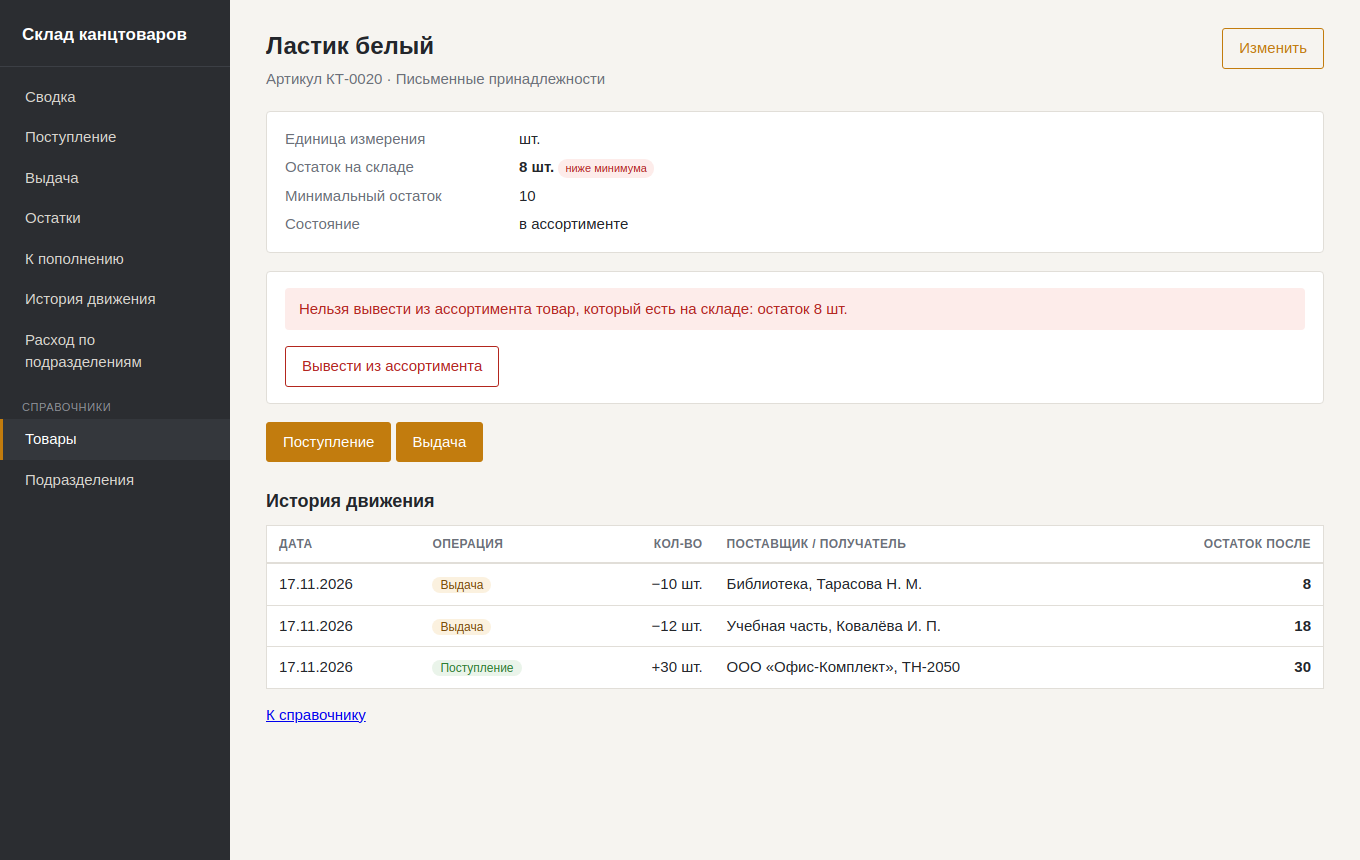 Склад канцтоваров
Сводка
Поступление
Выдача
Остатки
К пополнению
История движения
Расход по
подразделениям
СПРАВОЧНИКИ
Товары
Подразделения
Ластик белый
Изменить
Артикул КТ-0020 · Письменные принадлежности
Единица измерения шт.
Остаток на складе 8 шт. ниже минимума
Минимальный остаток 10
Состояние в ассортименте
Нельзя вывести из ассортимента товар, который есть на складе: остаток 8 шт.
Вывести из ассортимента
Поступление Выдача
История движения
ДАТА ОПЕРАЦИЯ КОЛ-ВО ПОСТАВЩИК / ПОЛУЧАТЕЛЬ ОСТАТОК ПОСЛЕ
17.11.2026 Выдача −10 шт. Библиотека, Тарасова Н. М. 8
17.11.2026 Выдача −12 шт. Учебная часть, Ковалёва И. П. 18
17.11.2026 Поступление +30 шт. ООО «Офис-Комплект», ТН-2050 30
К справочнику